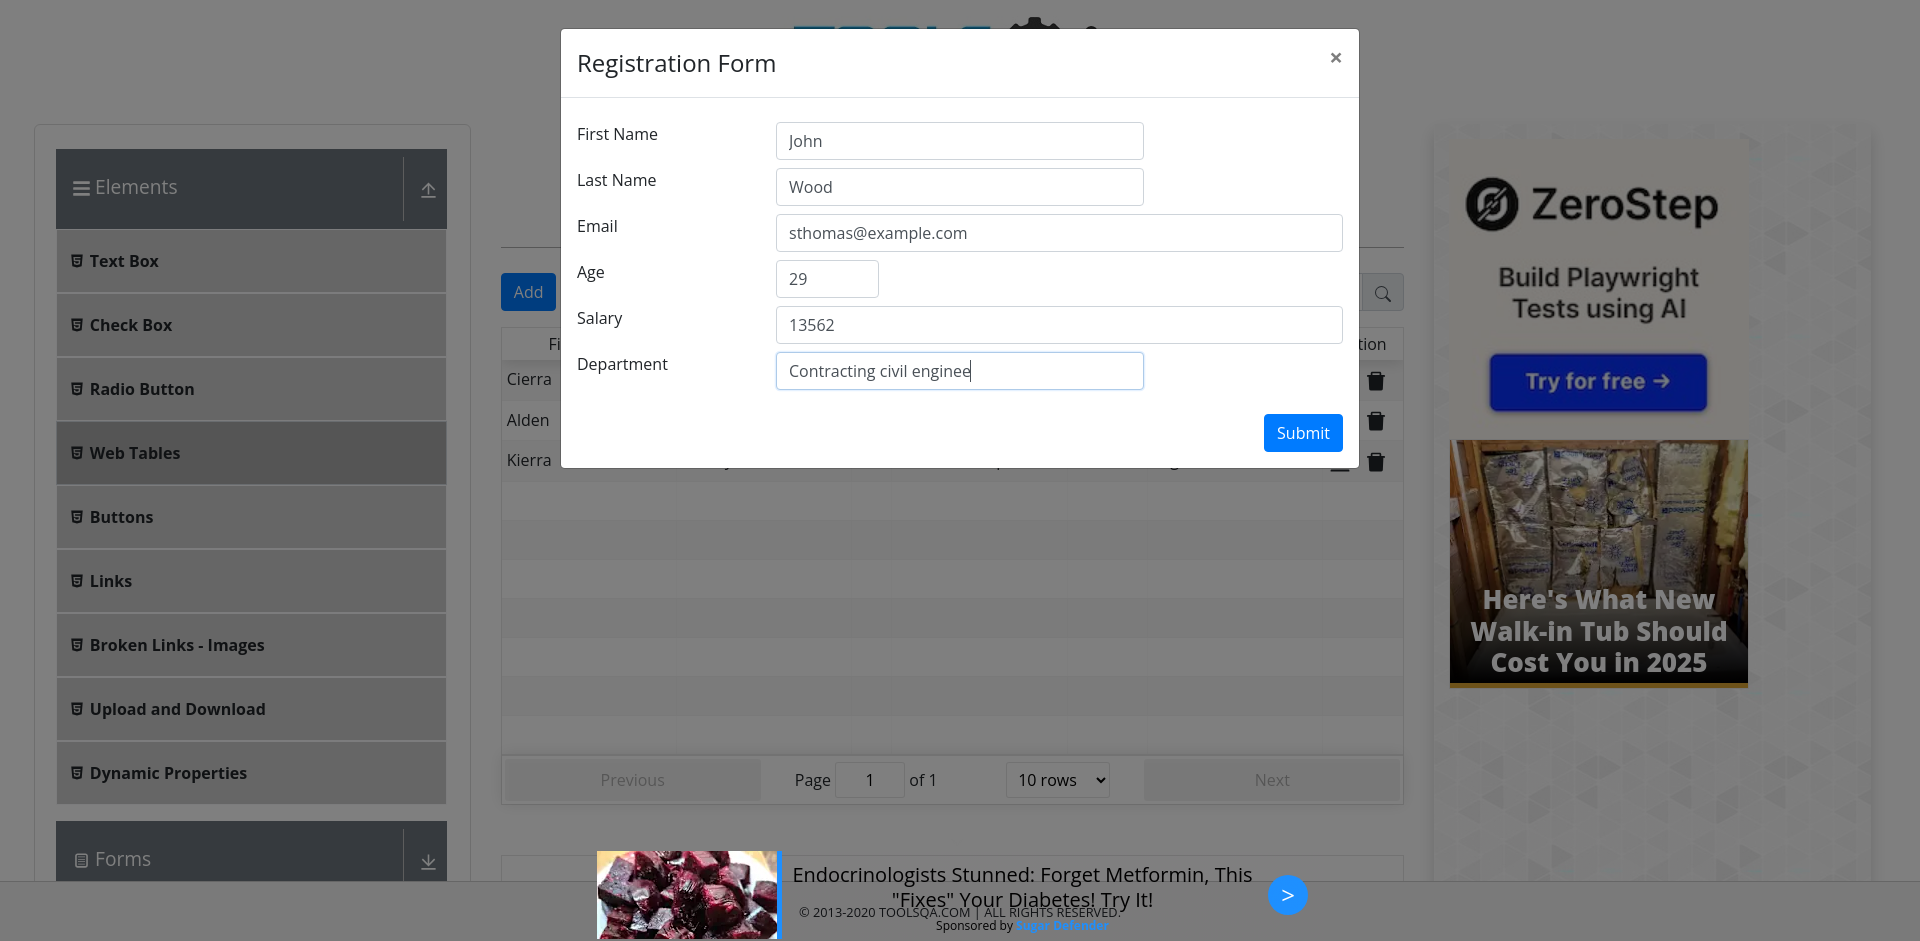 Registration Form
×
First Name
John
Last Name
Wood
Email
sthomas@example.com
Age
29
Salary
13562
Department
Contracting civil enginee
Submit
Elements
Text Box
Check Box
Radio Button
Web Tables
Buttons
Links
Broken Links - Images
Upload and Download
Dynamic Properties
Forms
Add
Fi
tion
Cierra
Alden
Kierra
Previous
Page 1 of 1
10 rows
Next
ZeroStep
Build Playwright
Tests using AI
Try for free →
Here's What New
Walk-in Tub Should
Cost You in 2025
Endocrinologists Stunned: Forget Metformin, This
"Fixes" Your Diabetes! Try It!
>
© 2013-2020 TOOLSQA.COM | ALL RIGHTS RESERVED.
Sponsored by Sugar Defender